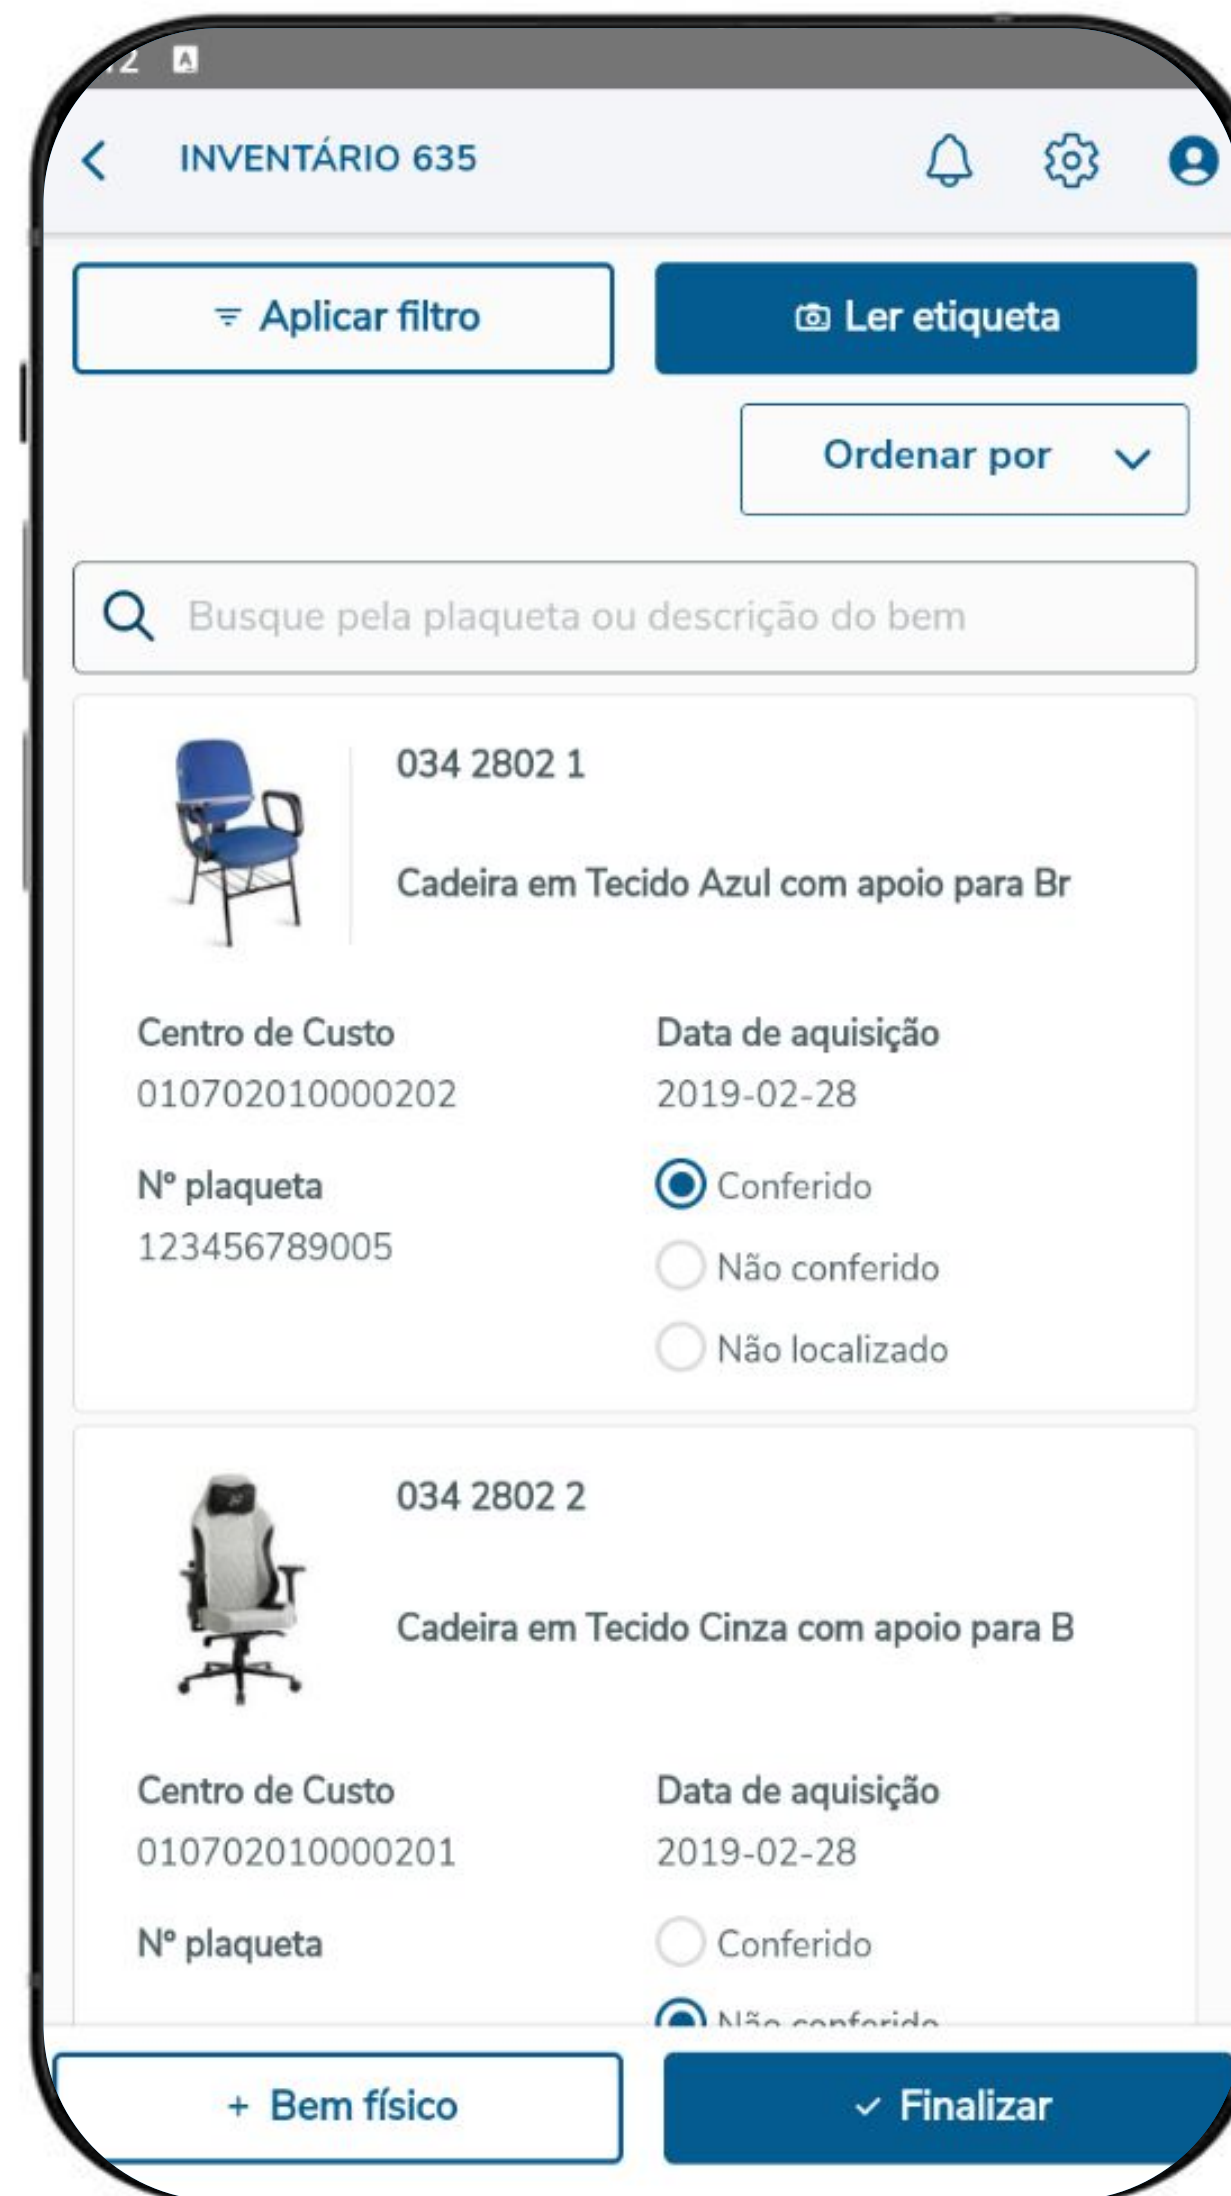 INVENTÁRIO 635
Aplicar filtro
Ler etiqueta
Ordenar por
Busque pela plaqueta ou descrição do bem
034 2802 1
Cadeira em Tecido Azul com apoio para Br
Centro de Custo
Data de aquisição
010702010000202
2019-02-28
Nº plaqueta
Conferido
123456789005
Não conferido
Não localizado
034 2802 2
Cadeira em Tecido Cinza com apoio para B
Centro de Custo
Data de aquisição
010702010000201
2019-02-28
Nº plaqueta
Conferido
Não conferido
+ Bem físico
Finalizar